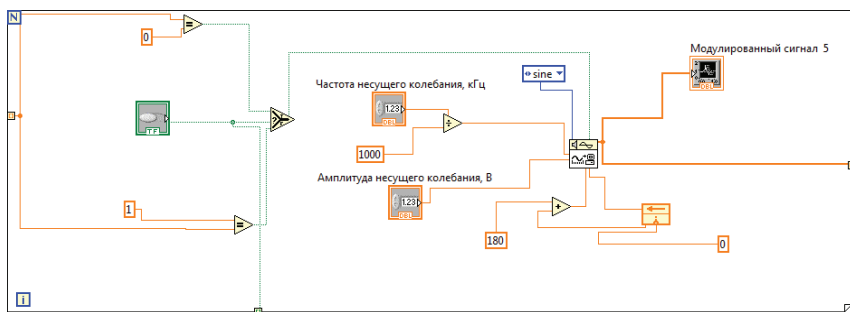 N
=
0
Модулированный сигнал 5
DBL
sine
Частота несущего колебания, кГц
1.23
DBL
÷
1000
TF
?
Амплитуда несущего колебания, В
1.23
DBL
1
=
+
180
0
i